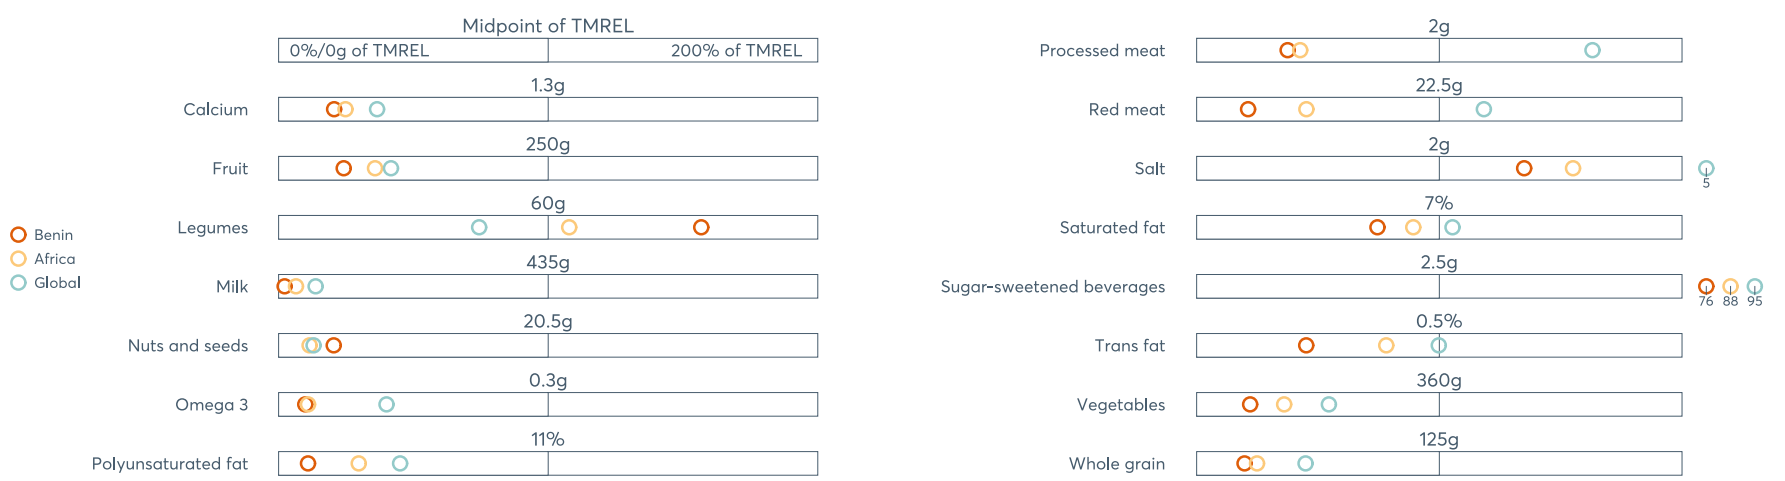 Midpoint of TMREL
0%/0g of TMREL 200% of TMREL
1.3g
Calcium
250g
Fruit
60g
Legumes
435g
Milk
20.5g
Nuts and seeds
0.3g
Omega 3
11%
Polyunsaturated fat
Benin
Africa
Global
2g
Processed meat
22.5g
Red meat
2g
Salt
5
7%
Saturated fat
2.5g
Sugar-sweetened beverages
76 88 95
0.5%
Trans fat
360g
Vegetables
125g
Whole grain